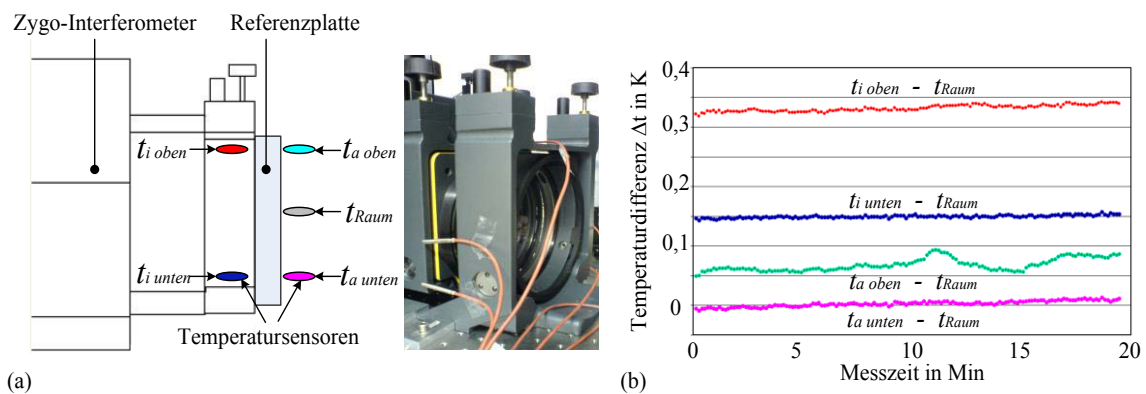 Zygo-Interferometer Referenzplatte
ti oben
ta oben
tRaum
ti unten
ta unten
Temperatursensoren
(a)
Temperaturdifferenz Δt in K
0,4
0,3
0,2
0,1
0
ti oben - tRaum
ti unten - tRaum
ta oben - tRaum
ta unten - tRaum
0 5 10 15 20
Messzeit in Min
(b)